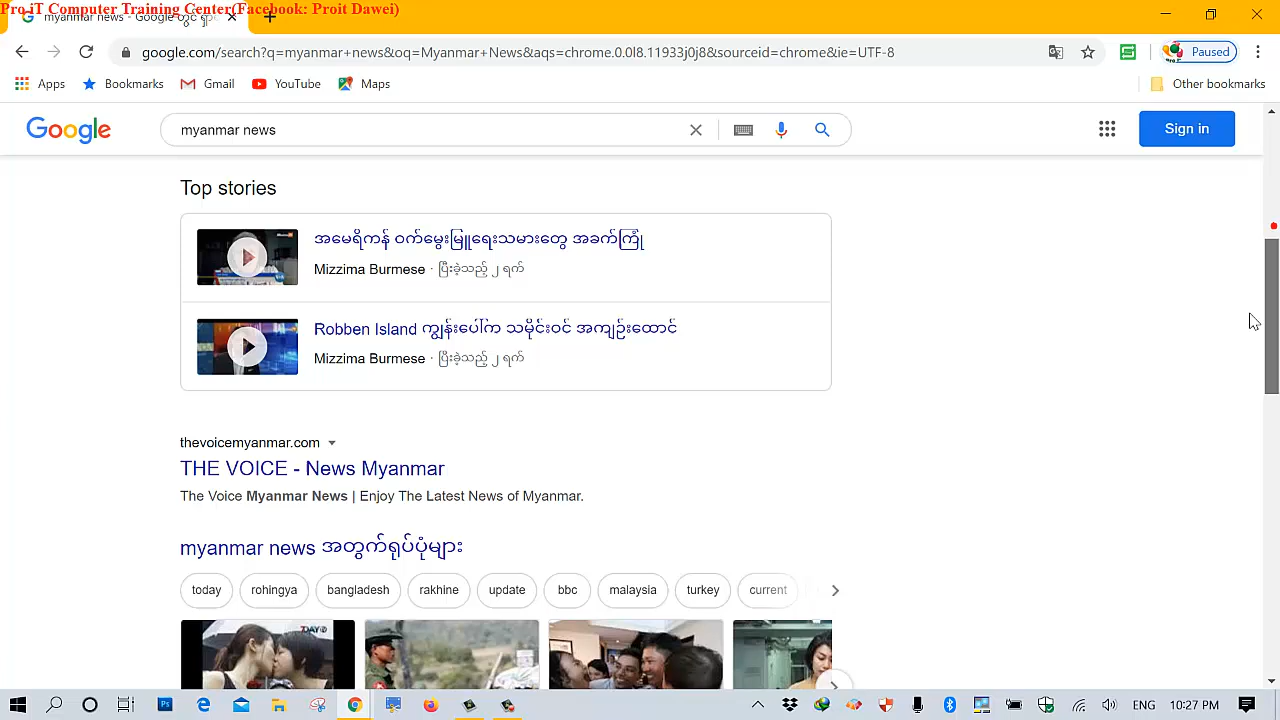 Pro iT Computer Training Center(Facebook: Proit Dawei)
myanmar news - Google တွင် ရှာဖ
google.com/search?q=myanmar+news&oq=Myanmar+News&aqs=chrome.0.0l8.11933j0j8&sourceid=chrome&ie=UTF-8
Paused
Apps Bookmarks Gmail YouTube Maps Other bookmarks
Google myanmar news Sign in
Top stories
အမေရိကန် ဝက်မွေးမြူရေးသမားတွေ အခက်ကြုံ
Mizzima Burmese · ပြီးခဲ့သည့် ၂ ရက်
Robben Island ကျွန်းပေါ်က သမိုင်းဝင် အကျဉ်းထောင်
Mizzima Burmese · ပြီးခဲ့သည့် ၂ ရက်
thevoicemyanmar.com
THE VOICE - News Myanmar
The Voice Myanmar News | Enjoy The Latest News of Myanmar.
myanmar news အတွက်ရုပ်ပုံများ
today rohingya bangladesh rakhine update bbc malaysia turkey current
7DAY
ENG 10:27 PM